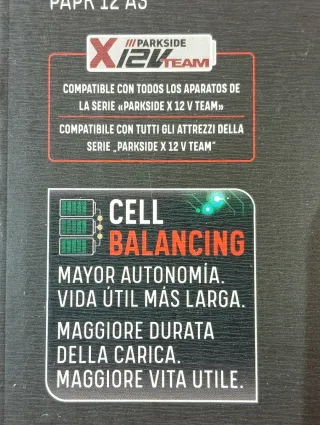 PAPR 12 A3
///PARKSIDE
X12V TEAM
COMPATIBLE CON TODOS LOS APARATOS DE
LA SERIE «PARKSIDE X 12 V TEAM»
COMPATIBILE CON TUTTI GLI ATTREZZI DELLA
SERIE „PARKSIDE X 12 V TEAM“
CELL
BALANCING
MAYOR AUTONOMÍA.
VIDA ÚTIL MÁS LARGA.
MAGGIORE DURATA
DELLA CARICA.
MAGGIORE VITA UTILE.